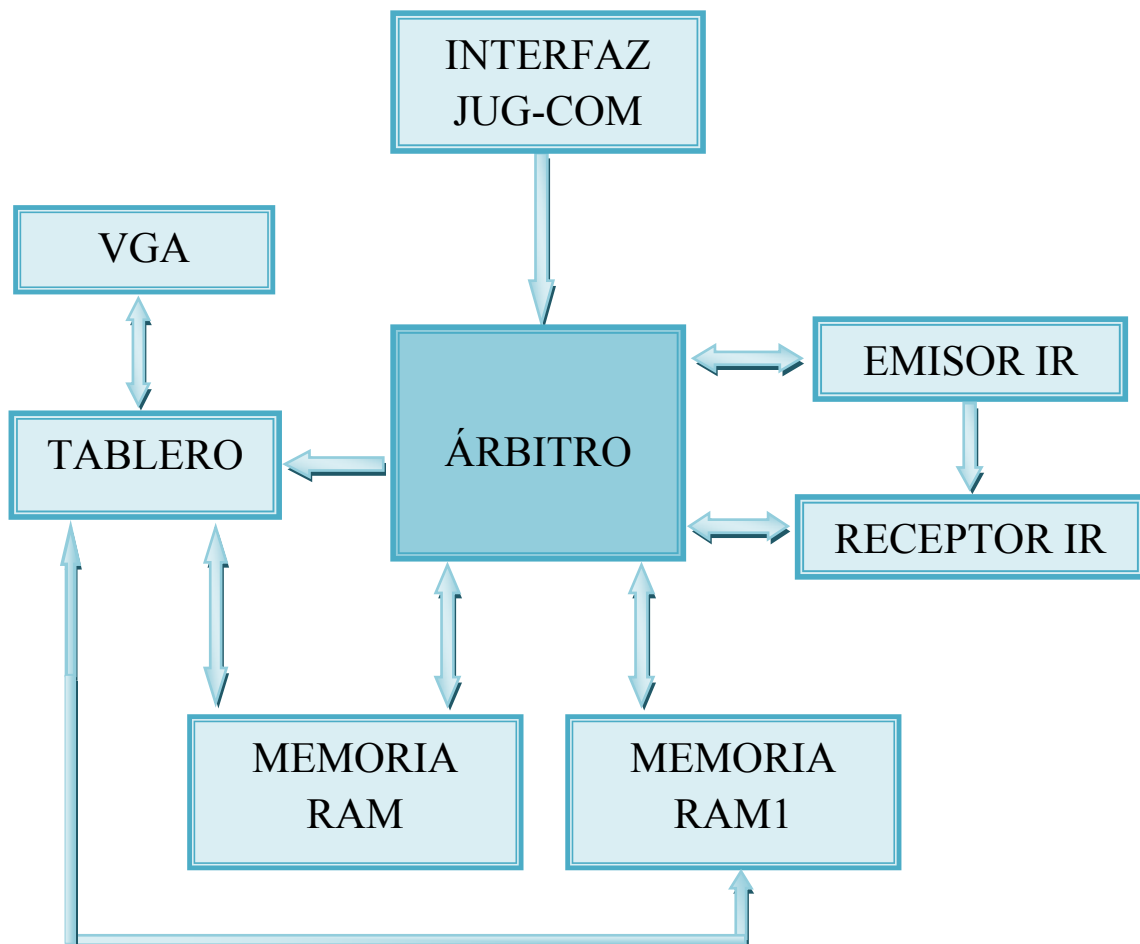 INTERFAZ
JUG-COM
VGA
EMISOR IR
TABLERO
ÁRBITRO
RECEPTOR IR
MEMORIA
RAM
MEMORIA
RAM1